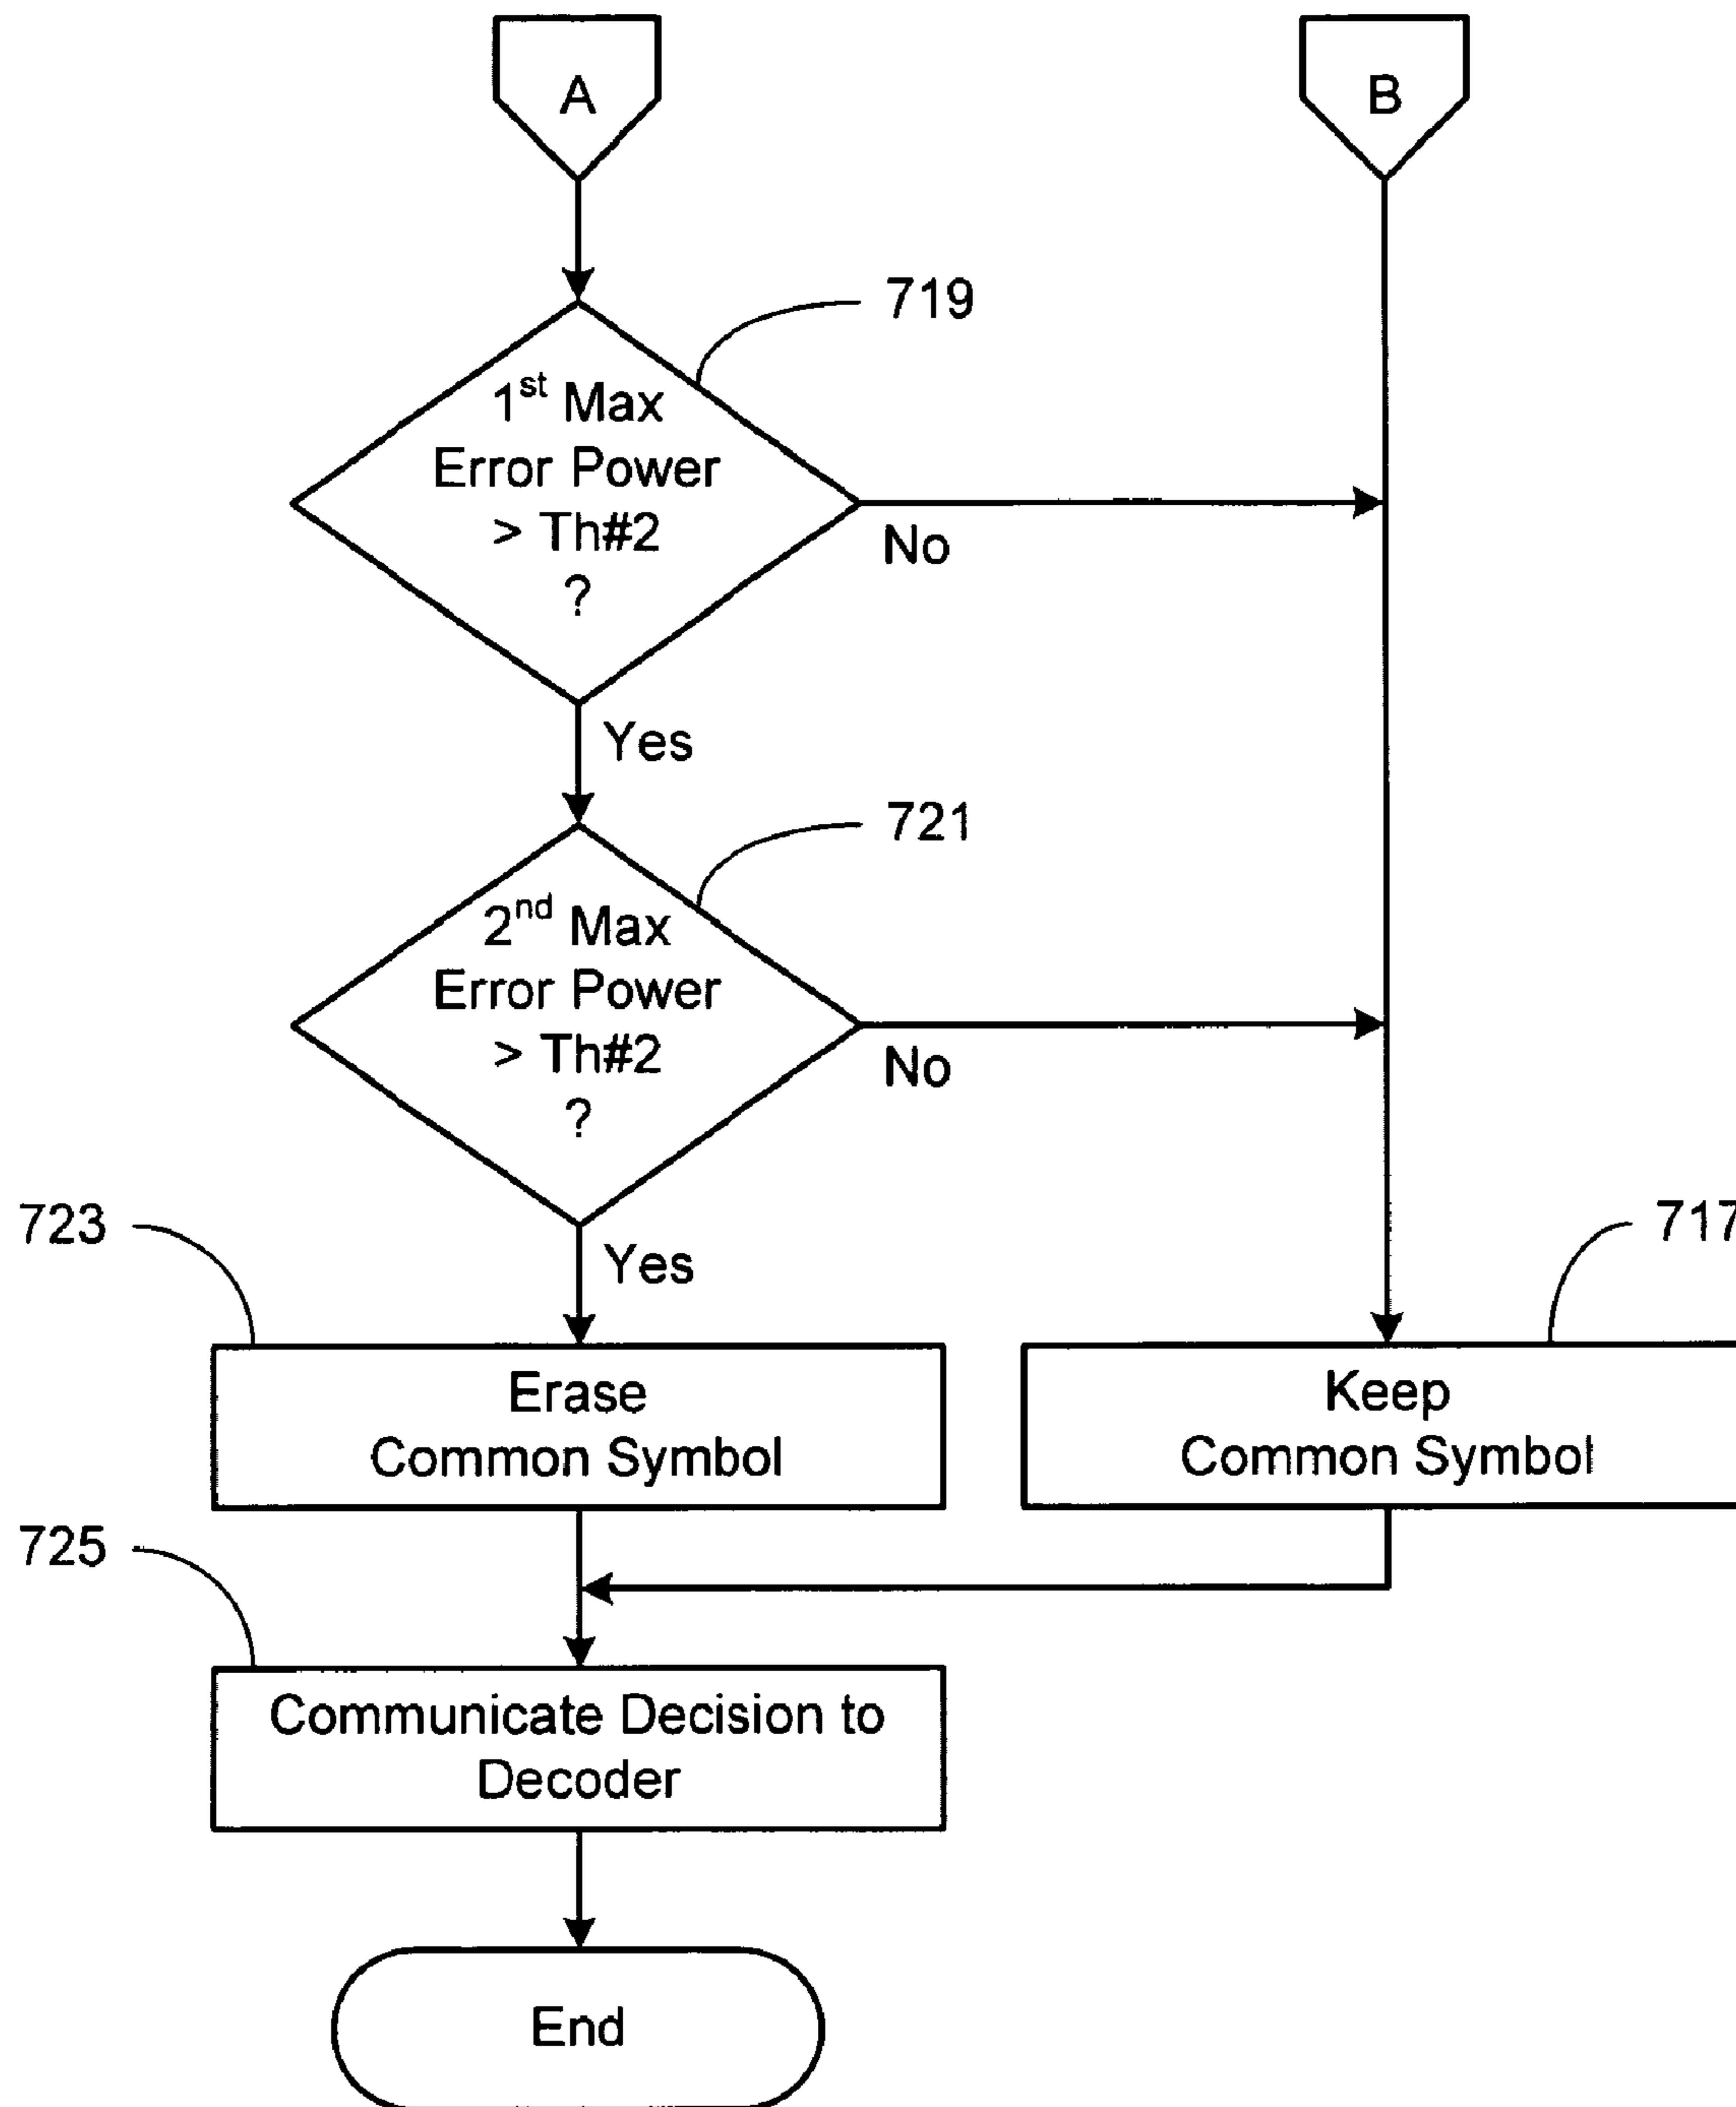 A
B
719
1st Max
Error Power
> Th#2
?
No
Yes
721
2nd Max
Error Power
> Th#2
?
No
723
717
Yes
Erase
Common Symbol
Keep
Common Symbol
725
Communicate Decision to
Decoder
End